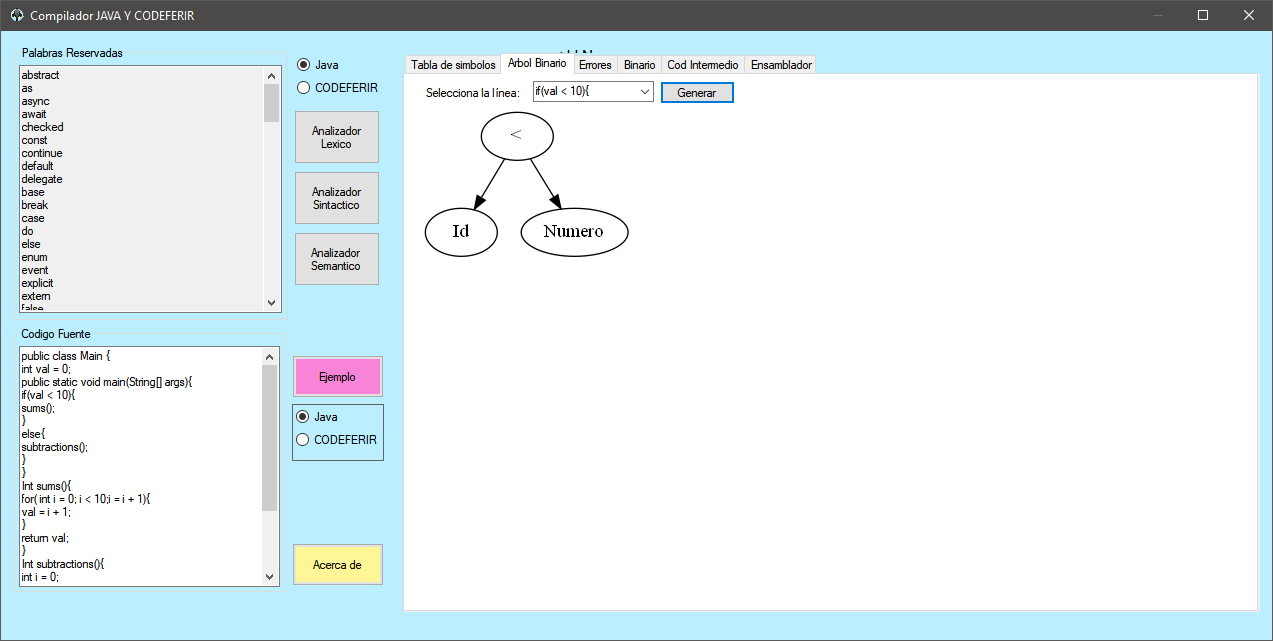 Compilador JAVA Y CODEFERIR
Palabras Reservadas
abstract
as
async
await
checked
const
continue
default
delegate
base
break
case
do
else
enum
event
explicit
extern
false
Java
CODEFERIR
Analizador
Lexico
Analizador
Sintactico
Analizador
Semantico
Codigo Fuente
public class Main {
int val = 0;
public static void main(String[] args){
if(val < 10){
sums();
}
else{
subtractions();
}
}
Int sums(){
for( int i = 0; i < 10;i = i + 1){
val = i + 1;
}
return val;
}
Int subtractions(){
int i = 0;
Ejemplo
Java
CODEFERIR
Acerca de
Tabla de simbolos Arbol Binario Errores Binario Cod Intermedio Ensamblador
Selecciona la línea: if(val < 10){ Generar
<
Id Numero